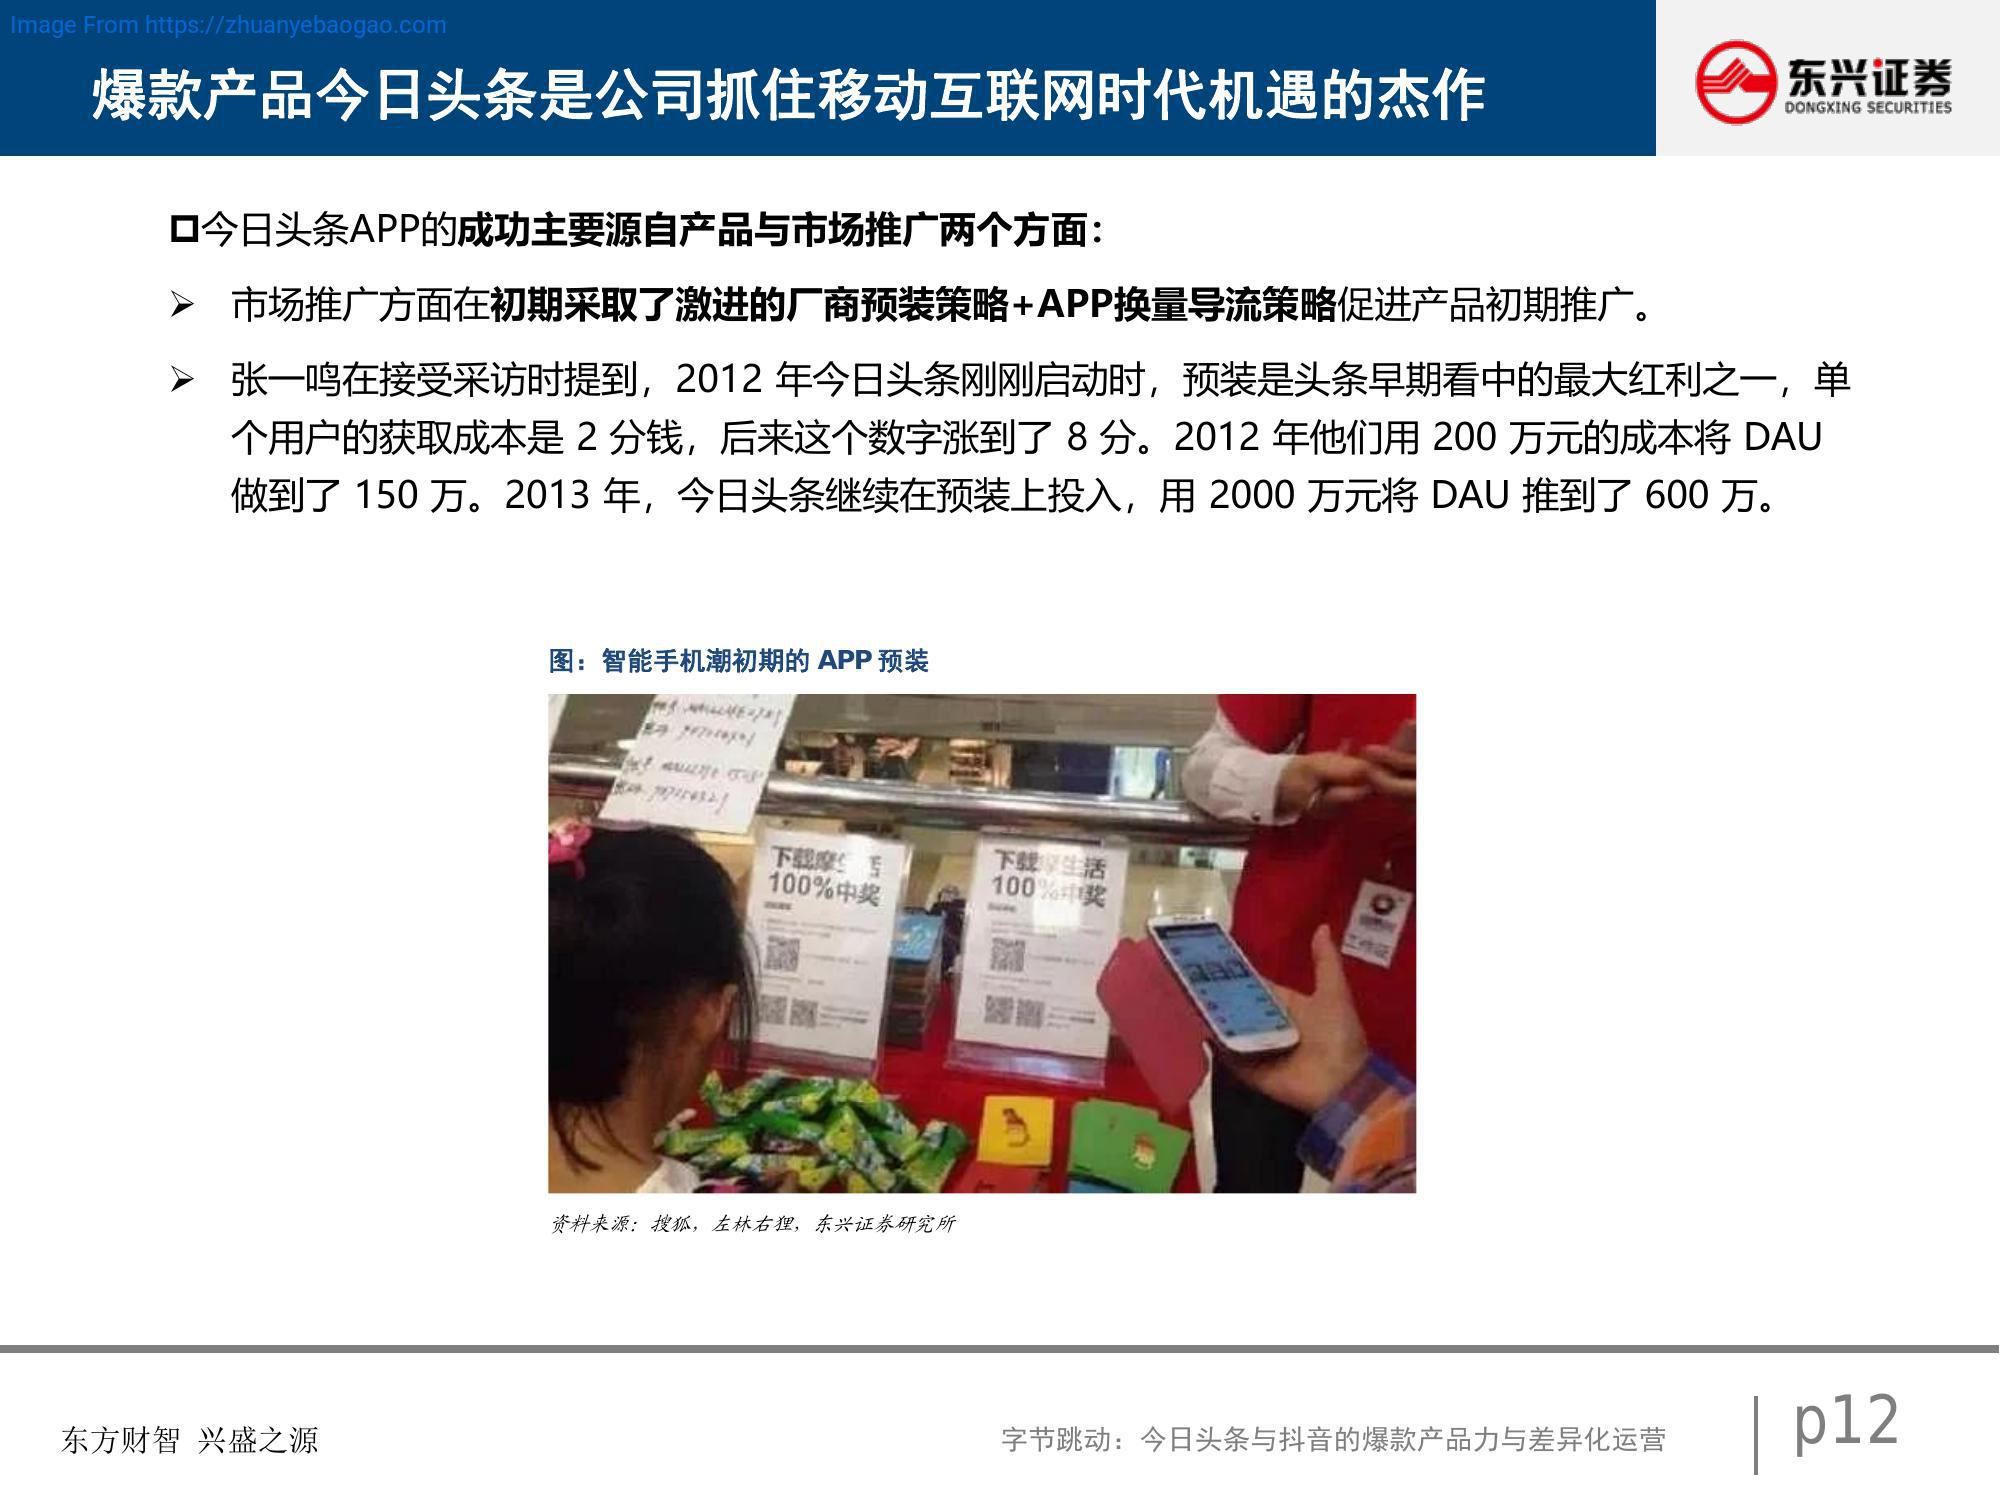 Image From https://zhuanyebaogao.com
爆款产品今日头条是公司抓住移动互联网时代机遇的杰作
东兴证券
DONGXING SECURITIES
今日头条APP的成功主要源自产品与市场推广两个方面：
市场推广方面在初期采取了激进的厂商预装策略+APP换量导流策略促进产品初期推广。
张一鸣在接受采访时提到，2012 年今日头条刚刚启动时，预装是头条早期看中的最大红利之一，单
个用户的获取成本是 2 分钱，后来这个数字涨到了 8 分。2012 年他们用 200 万元的成本将 DAU
做到了 150 万。2013 年，今日头条继续在预装上投入，用 2000 万元将 DAU 推到了 600 万。
图：智能手机潮初期的 APP 预装
下载摩生活
100%中奖
下载摩生活
100%中奖
资料来源：搜狐，左林右狸，东兴证券研究所
东方财智 兴盛之源
字节跳动：今日头条与抖音的爆款产品力与差异化运营
p12